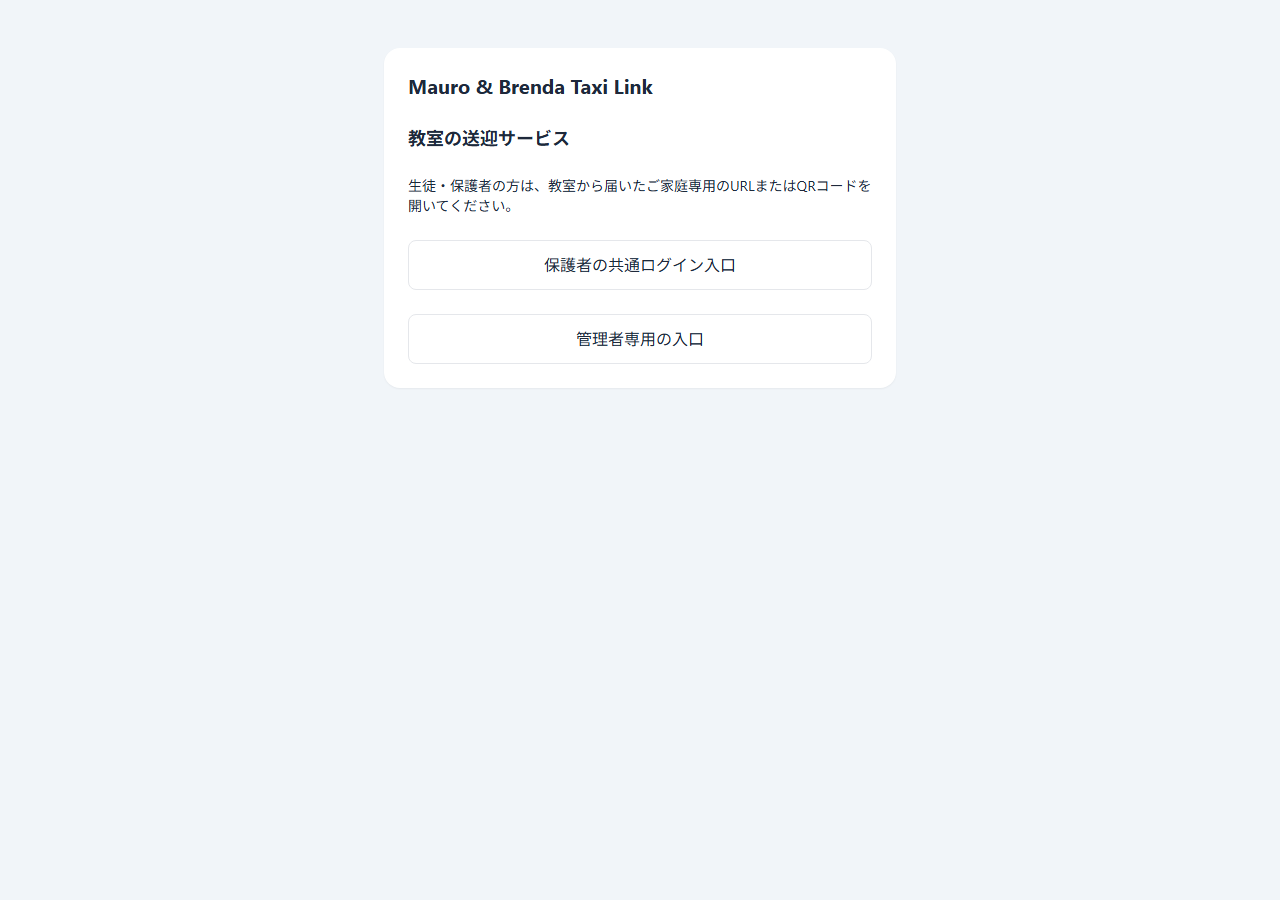 Mauro & Brenda Taxi Link
教室の送迎サービス
生徒・保護者の方は、教室から届いたご家庭専用のURLまたはQRコードを
開いてください。
保護者の共通ログイン入口
管理者専用の入口